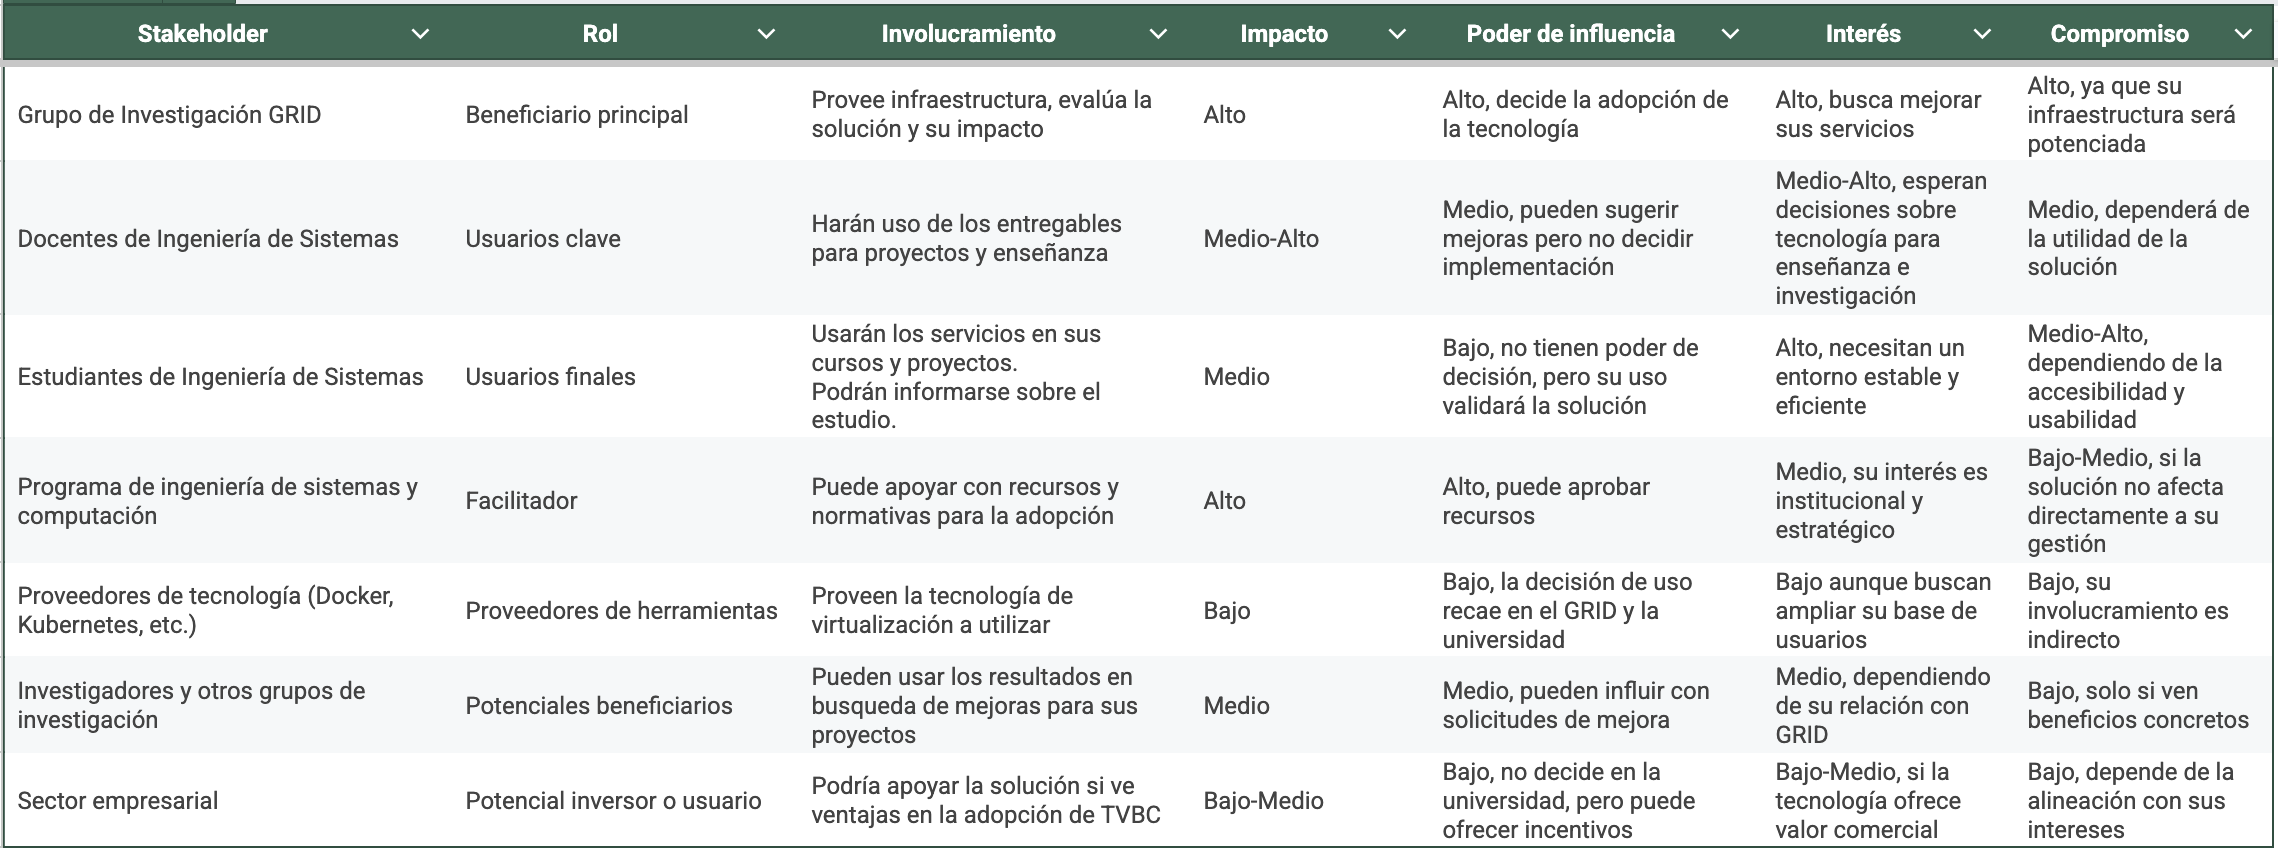 Stakeholder Rol Involucramiento Impacto Poder de influencia Interés Compromiso
Grupo de Investigación GRID
Beneficiario principal
Provee infraestructura, evalúa la
solución y su impacto
Alto
Alto, decide la adopción de
la tecnología
Alto, busca mejorar
sus servicios
Alto, ya que su
infraestructura será
potenciada
Docentes de Ingeniería de Sistemas
Usuarios clave
Harán uso de los entregables
para proyectos y enseñanza
Medio-Alto
Medio, pueden sugerir
mejoras pero no decidir
implementación
Medio-Alto, esperan
decisiones sobre
tecnología para
enseñanza e
investigación
Medio, dependerá de
la utilidad de la
solución
Estudiantes de Ingeniería de Sistemas
Usuarios finales
Usarán los servicios en sus
cursos y proyectos.
Podrán informarse sobre el
estudio.
Medio
Bajo, no tienen poder de
decisión, pero su uso
validará la solución
Alto, necesitan un
entorno estable y
eficiente
Medio-Alto,
dependiendo de la
accesibilidad y
usabilidad
Programa de ingeniería de sistemas y
computación
Facilitador
Puede apoyar con recursos y
normativas para la adopción
Alto
Alto, puede aprobar
recursos
Medio, su interés es
institucional y
estratégico
Bajo-Medio, si la
solución no afecta
directamente a su
gestión
Proveedores de tecnología (Docker,
Kubernetes, etc.)
Proveedores de herramientas
Proveen la tecnología de
virtualización a utilizar
Bajo
Bajo, la decisión de uso
recae en el GRID y la
universidad
Bajo aunque buscan
ampliar su base de
usuarios
Bajo, su
involucramiento es
indirecto
Investigadores y otros grupos de
investigación
Potenciales beneficiarios
Pueden usar los resultados en
busqueda de mejoras para sus
proyectos
Medio
Medio, pueden influir con
solicitudes de mejora
Medio, dependiendo
de su relación con
GRID
Bajo, solo si ven
beneficios concretos
Sector empresarial
Potencial inversor o usuario
Podría apoyar la solución si ve
ventajas en la adopción de TVBC
Bajo-Medio
Bajo, no decide en la
universidad, pero puede
ofrecer incentivos
Bajo-Medio, si la
tecnología ofrece
valor comercial
Bajo, depende de la
alineación con sus
intereses